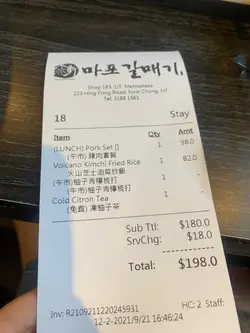 마포갈매기.
Shop 165, 1/F, Metroplaza
223 Hing Fong Road, Kwai Chung, NT
Tel: 3188 1361
18 Stay
Item Qty Amt
(LUNCH) Pork Set [] 1 98.0
(午市) 豬肉套餐
Volcano Kimchi Fried Rice 1 82.0
火山芝士泡菜炒飯
(午市)柚子青檸梳打 1 -
(午市)柚子青檸梳打
Cold Citron Tea 1 -
(免費) 凍柚子茶
Sub Ttl: $180.0
SrvChg: $18.0
Total: $198.0
Inv: R2109211220245931 HC: 2 Staff:
12-2-2021/9/21 16:46:24